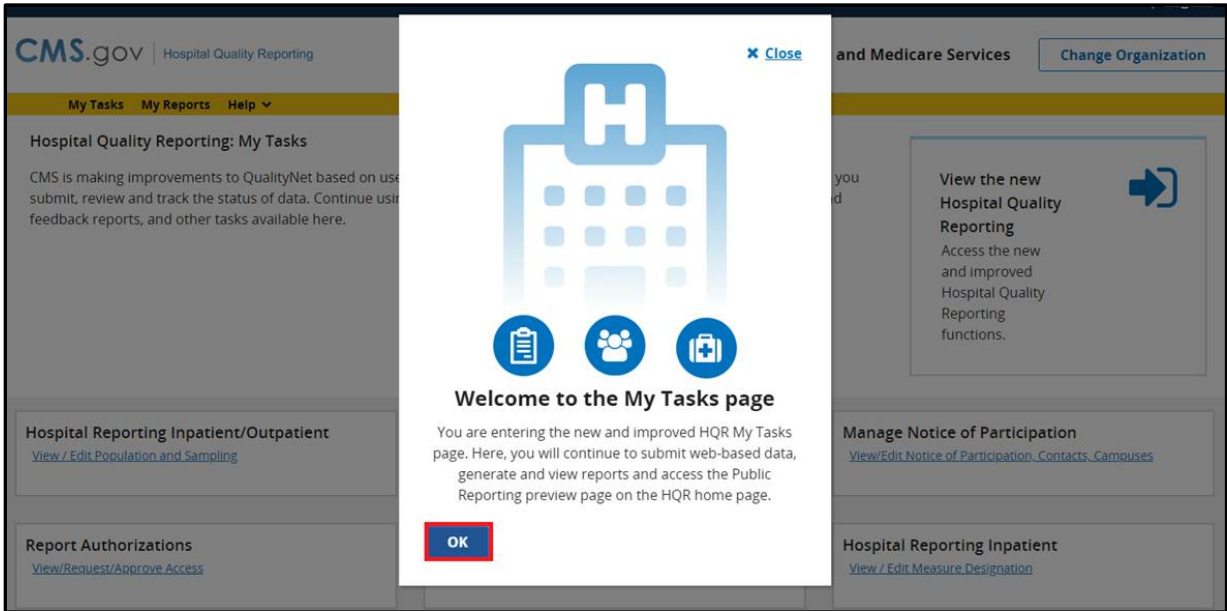 CMS.gov | Hospital Quality Reporting
and Medicare Services
Change Organization
My Tasks My Reports Help
Hospital Quality Reporting: My Tasks
CMS is making improvements to QualityNet based on
submit, review and track the status of data. Continue
feedback reports, and other tasks available here.
you
View the new
Hospital Quality
Reporting
Access the new
and improved
Hospital Quality
Reporting
functions.
Close
H
Welcome to the My Tasks page
You are entering the new and improved HQR My Tasks
page. Here, you will continue to submit web-based data,
generate and view reports and access the Public
Reporting preview page on the HQR home page.
OK
Hospital Reporting Inpatient/Outpatient
View / Edit Population and Sampling
Manage Notice of Participation
View/Edit Notice of Participation, Contacts, Campuses
Report Authorizations
View/Request/Approve Access
Hospital Reporting Inpatient
View / Edit Measure Designation